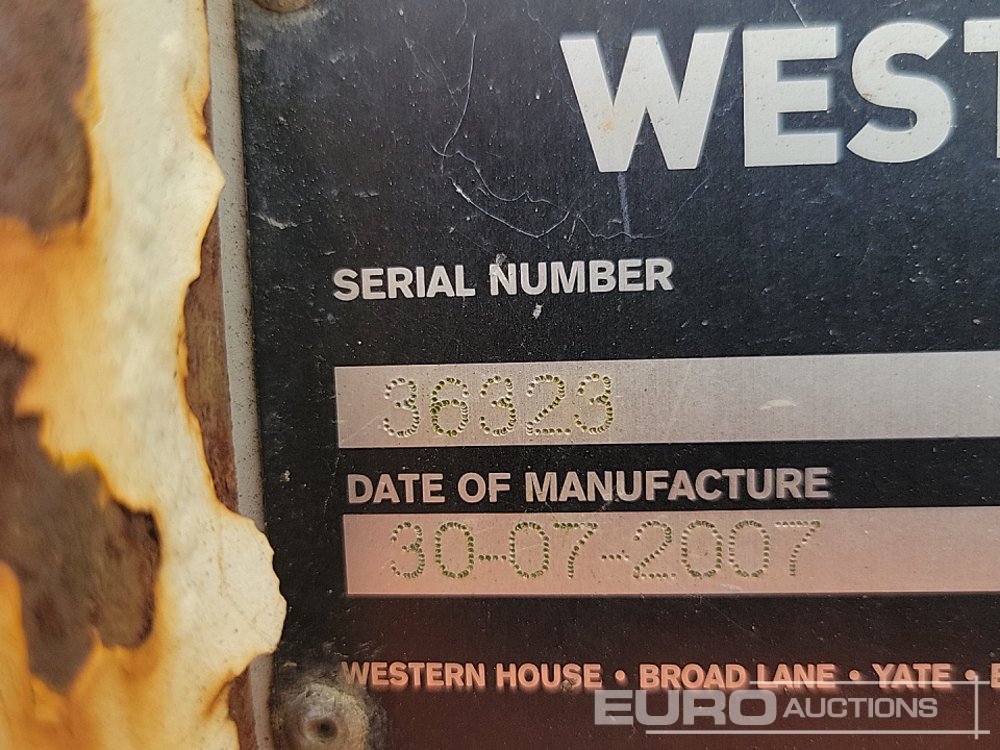 WEST
SERIAL NUMBER
36323
DATE OF MANUFACTURE
30-07-2007
WESTERN HOUSE • BROAD LANE • YATE •
EURO AUCTIONS